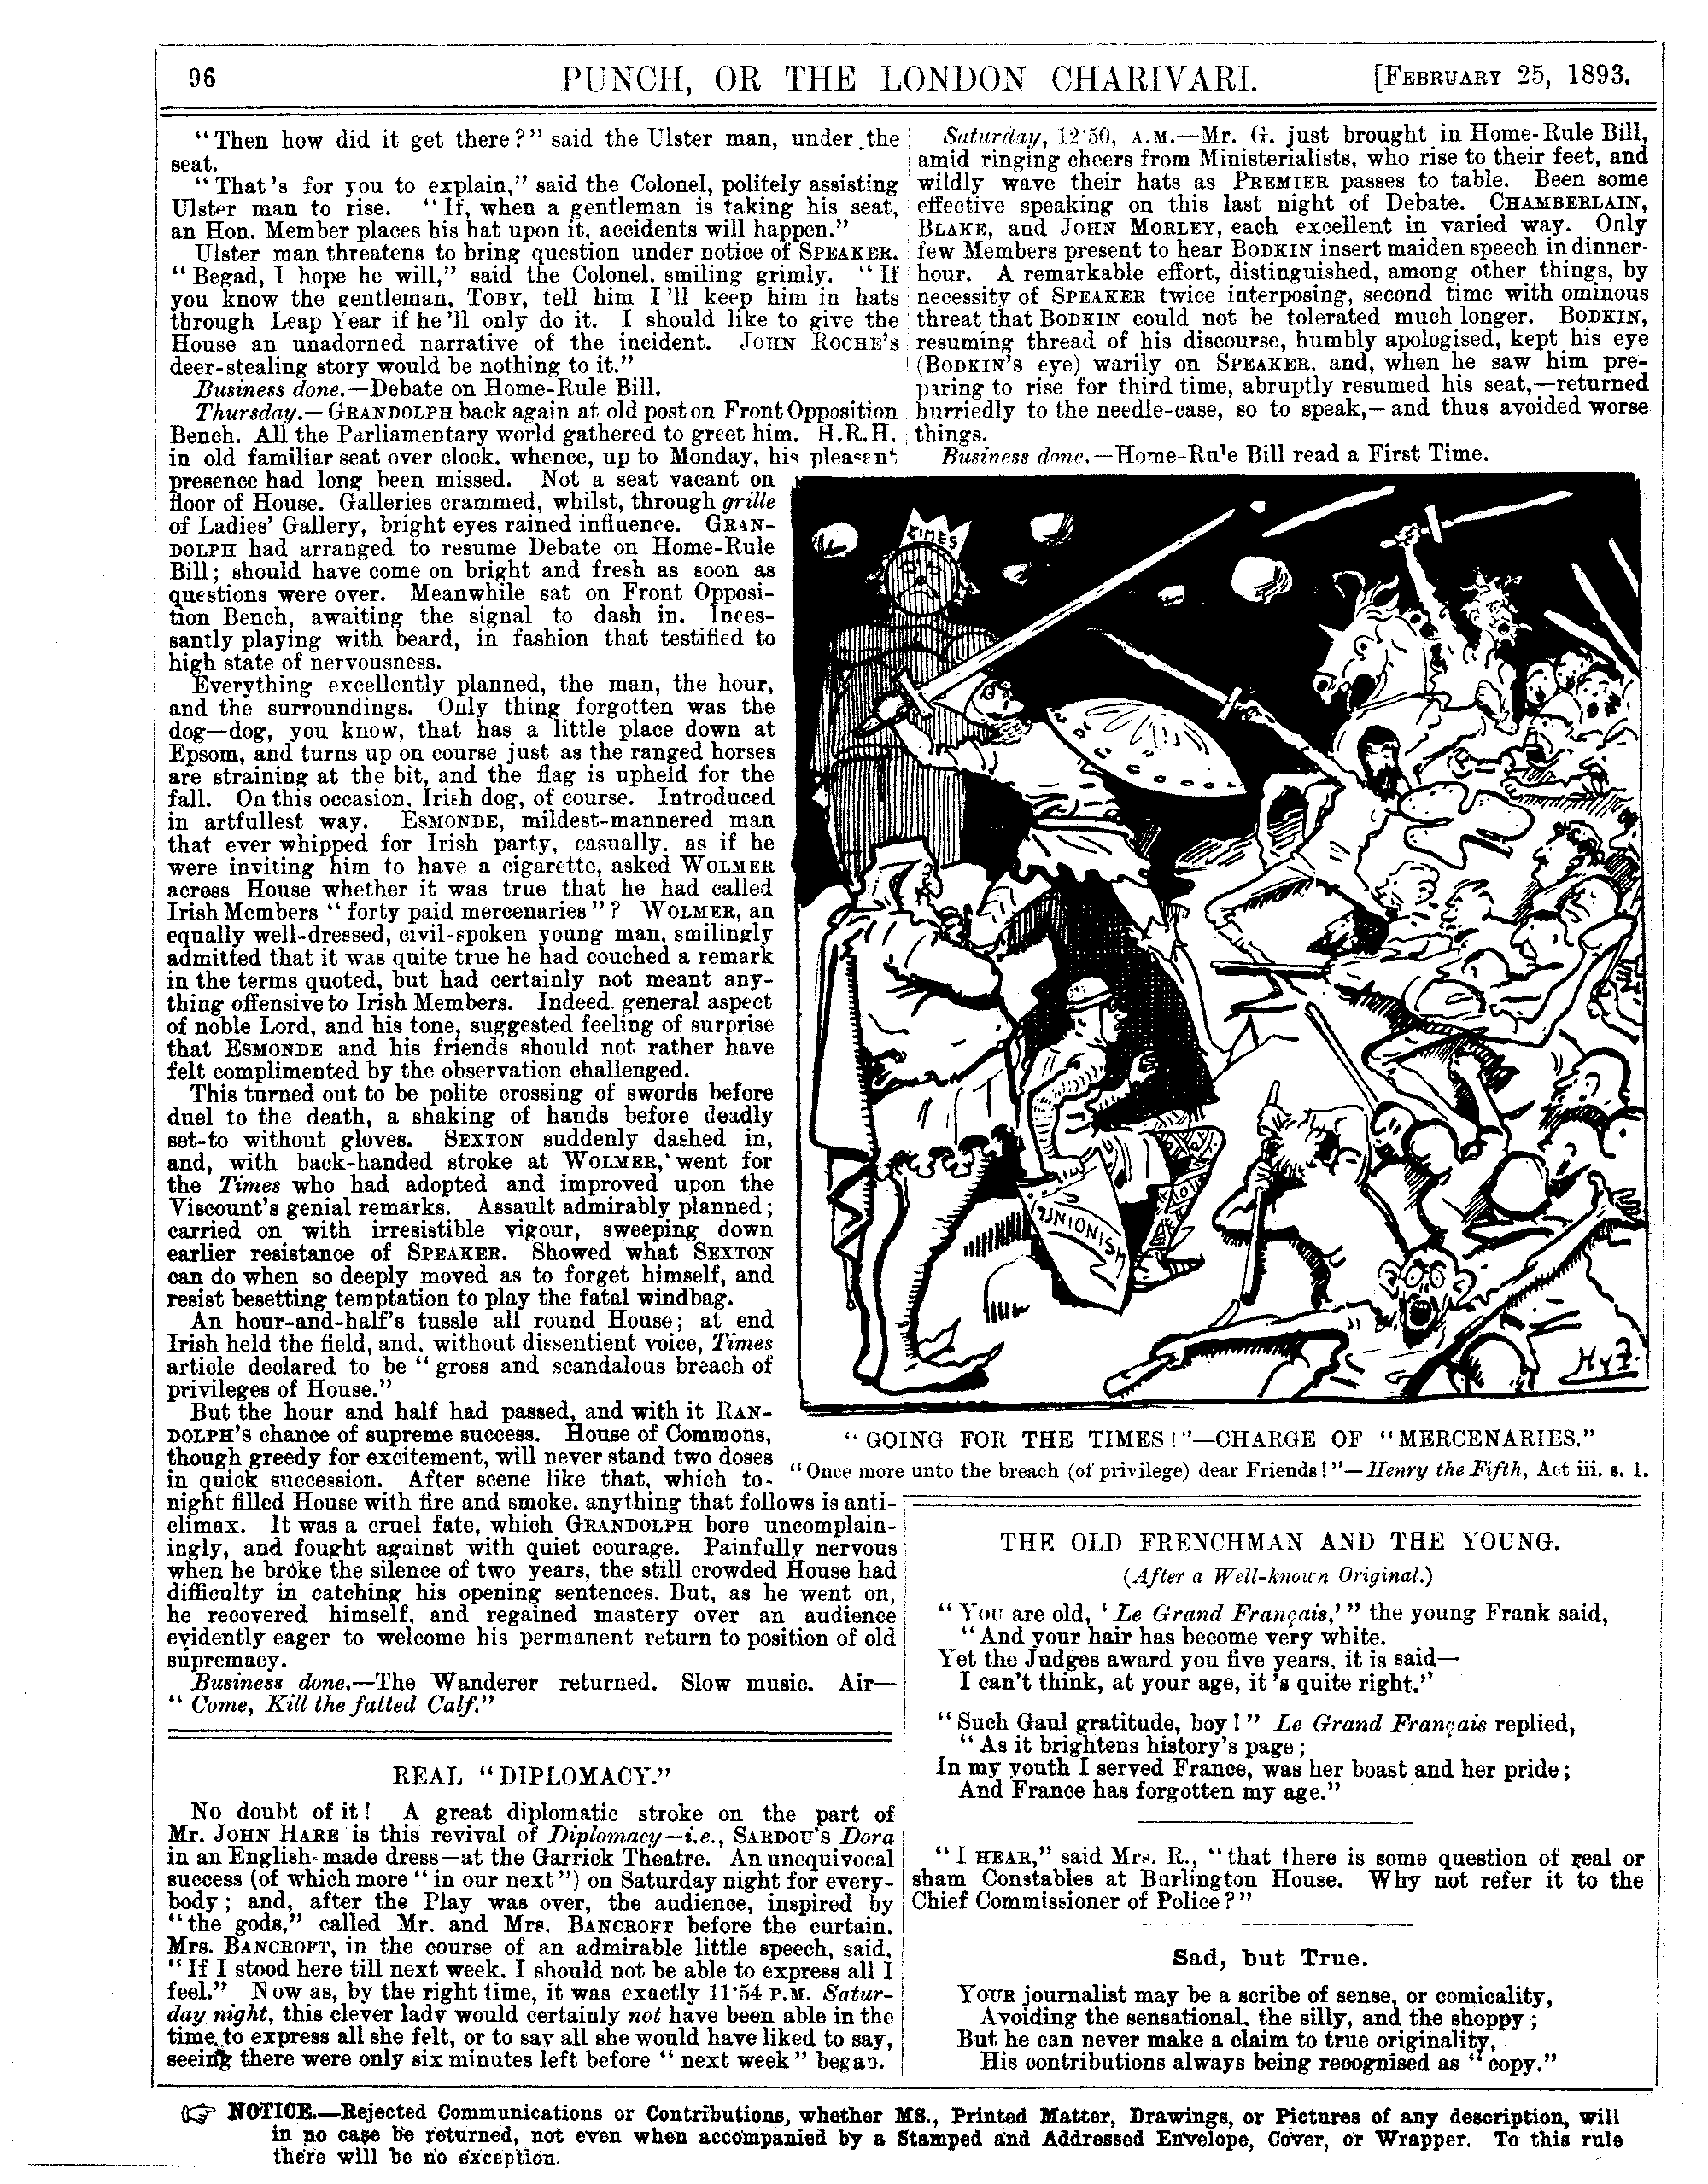 96
PUNCH, OR THE LONDON CHARIVARI.
[FEBRUARY 25, 1893.
"Then how did it get there?" said the Ulster man, under the
seat.
"That's for you to explain," said the Colonel, politely assisting
Ulster man to rise. "If, when a gentleman is taking his seat,
an Hon. Member places his hat upon it, accidents will happen."
Ulster man threatens to bring question under notice of SPEAKER.
"Begad, I hope he will," said the Colonel, smiling grimly. "If
you know the gentleman, TOBY, tell him I'll keep him in hats
through Leap Year if he'll only do it. I should like to give the
House an unadorned narrative of the incident. JOHN ROCHE'S
deer-stealing story would be nothing to it."
Business done.—Debate on Home-Rule Bill.
Thursday.—GRANDOLPH back again at old post on Front Opposition
Bench. All the Parliamentary world gathered to greet him. H.R.H.
in old familiar seat over clock, whence, up to Monday, his pleasent
presence had long been missed. Not a seat vacant on
floor of House. Galleries crammed, whilst, through grille
of Ladies' Gallery, bright eyes rained influence. GRAN-
DOLPH had arranged to resume Debate on Home-Rule
Bill; should have come on bright and fresh as soon as
questions were over. Meanwhile sat on Front Opposi-
tion Bench, awaiting the signal to dash in. Inces-
santly playing with beard, in fashion that testified to
high state of nervousness.
Everything excellently planned, the man, the hour,
and the surroundings. Only thing forgotten was the
dog—dog, you know, that has a little place down at
Epsom, and turns up on course just as the ranged horses
are straining at the bit, and the flag is upheld for the
fall. On this occasion, Irish dog, of course. Introduced
in artfullest way. ESMONDE, mildest-mannered man
that ever whipped for Irish party, casually, as if he
were inviting him to have a cigarette, asked WOLMER
across House whether it was true that he had called
Irish Members "forty paid mercenaries"? WOLMER, an
equally well-dressed, civil-spoken young man, smilingly
admitted that it was quite true he had couched a remark
in the terms quoted, but had certainly not meant any-
thing offensive to Irish Members. Indeed, general aspect
of noble Lord, and his tone, suggested feeling of surprise
that ESMONDE and his friends should not rather have
felt complimented by the observation challenged.
This turned out to be polite crossing of swords before
duel to the death, a shaking of hands before deadly
set-to without gloves. SEXTON suddenly dashed in,
and, with back-handed stroke at WOLMER, went for
the Times who had adopted and improved upon the
Viscount's genial remarks. Assault admirably planned;
carried on with irresistible vigour, sweeping down
earlier resistance of SPEAKER. Showed what SEXTON
can do when so deeply moved as to forget himself, and
resist besetting temptation to play the fatal windbag.
An hour-and-half's tussle all round House; at end
Irish held the field, and, without dissentient voice, Times
article declared to be "gross and scandalous breach of
privileges of House."
But the hour and half had passed, and with it RAN-
DOLPH'S chance of supreme success. House of Commons,
though greedy for excitement, will never stand two doses
in quick succession. After scene like that, which to-
night filled House with fire and smoke, anything that follows is anti-
climax. It was a cruel fate, which GRANDOLPH bore uncomplain-
ingly, and fought against with quiet courage. Painfully nervous
when he broke the silence of two years, the still crowded House had
difficulty in catching his opening sentences. But, as he went on,
he recovered himself, and regained mastery over an audience
evidently eager to welcome his permanent return to position of old
supremacy.
Business done.—The Wanderer returned. Slow music. Air—
"Come, Kill the fatted Calf."
REAL "DIPLOMACY."
No doubt of it! A great diplomatic stroke on the part of
Mr. JOHN HARE is this revival of Diplomacy—i.e., SARDOU'S Dora
in an English-made dress—at the Garrick Theatre. An unequivocal
success (of which more "in our next") on Saturday night for every-
body; and, after the Play was over, the audience, inspired by
"the gods," called Mr. and Mrs. BANCROFT before the curtain.
Mrs. BANCROFT, in the course of an admirable little speech, said,
"If I stood here till next week, I should not be able to express all I
feel." Now as, by the right time, it was exactly 11·54 P.M. Satur-
day night, this clever lady would certainly not have been able in the
time to express all she felt, or to say all she would have liked to say,
seeing there were only six minutes left before "next week" began.
Saturday, 12·50, A.M.—Mr. G. just brought in Home-Rule Bill,
amid ringing cheers from Ministerialists, who rise to their feet, and
wildly wave their hats as PREMIER passes to table. Been some
effective speaking on this last night of Debate. CHAMBERLAIN,
BLAKE, and JOHN MORLEY, each excellent in varied way. Only
few Members present to hear BODKIN insert maiden speech in dinner-
hour. A remarkable effort, distinguished, among other things, by
necessity of SPEAKER twice interposing, second time with ominous
threat that BODKIN could not be tolerated much longer. BODKIN,
resuming thread of his discourse, humbly apologised, kept his eye
(BODKIN'S eye) warily on SPEAKER, and, when he saw him pre-
paring to rise for third time, abruptly resumed his seat,—returned
hurriedly to the needle-case, so to speak,—and thus avoided worse
things.
Business done.—Home-Rule Bill read a First Time.
TIMES
UNIONISM
"GOING FOR THE TIMES!"—CHARGE OF "MERCENARIES."
"Once more unto the breach (of privilege) dear Friends!"—Henry the Fifth, Act iii. s. 1.
THE OLD FRENCHMAN AND THE YOUNG.
(After a Well-known Original.)
"YOU are old, 'Le Grand Français,'" the young Frank said,
"And your hair has become very white.
Yet the Judges award you five years, it is said—
I can't think, at your age, it's quite right."
"Such Gaul gratitude, boy!" Le Grand Français replied,
"As it brightens history's page;
In my youth I served France, was her boast and her pride;
And France has forgotten my age."
"I HEAR," said Mrs. R., "that there is some question of real or
sham Constables at Burlington House. Why not refer it to the
Chief Commissioner of Police?"
Sad, but True.
YOUR journalist may be a scribe of sense, or comicality,
Avoiding the sensational, the silly, and the shoppy;
But he can never make a claim to true originality,
His contributions always being recognised as "copy."
NOTICE.—Rejected Communications or Contributions, whether MS., Printed Matter, Drawings, or Pictures of any description, will
in no case be returned, not even when accompanied by a Stamped and Addressed Envelope, Cover, or Wrapper. To this rule
there will be no exception.